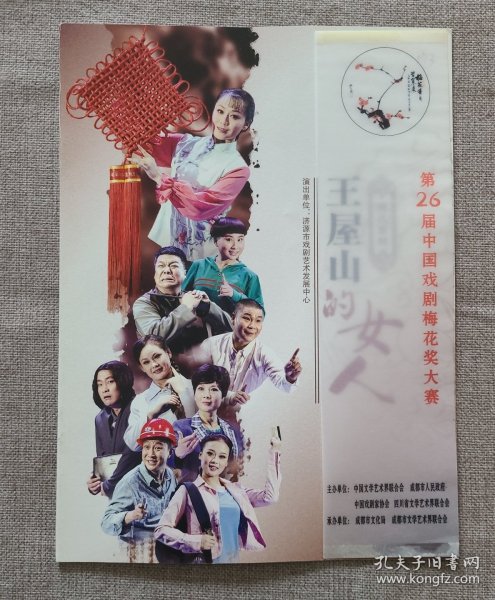 第26届中国戏剧梅花奖大赛
王屋山
的女人
演出单位：济源市戏剧艺术发展中心
主办单位：中国文学艺术界联合会 成都市人民政府
中国戏剧家协会 四川省文学艺术界联合会
承办单位：成都市文化局 成都市文学艺术界联合会
孔夫子旧书网
www.kongfz.com